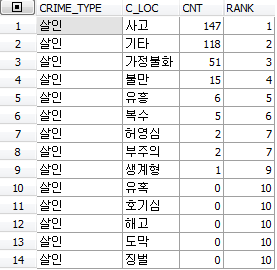 CRIME_TYPE C_LOC CNT RANK
1 살인 사고 147 1
2 살인 기타 118 2
3 살인 가정불화 51 3
4 살인 불만 15 4
5 살인 유흥 6 5
6 살인 복수 5 6
7 살인 허영심 2 7
8 살인 부주의 2 7
9 살인 생계형 1 9
10 살인 유혹 0 10
11 살인 호기심 0 10
12 살인 해고 0 10
13 살인 도막 0 10
14 살인 징벌 0 10